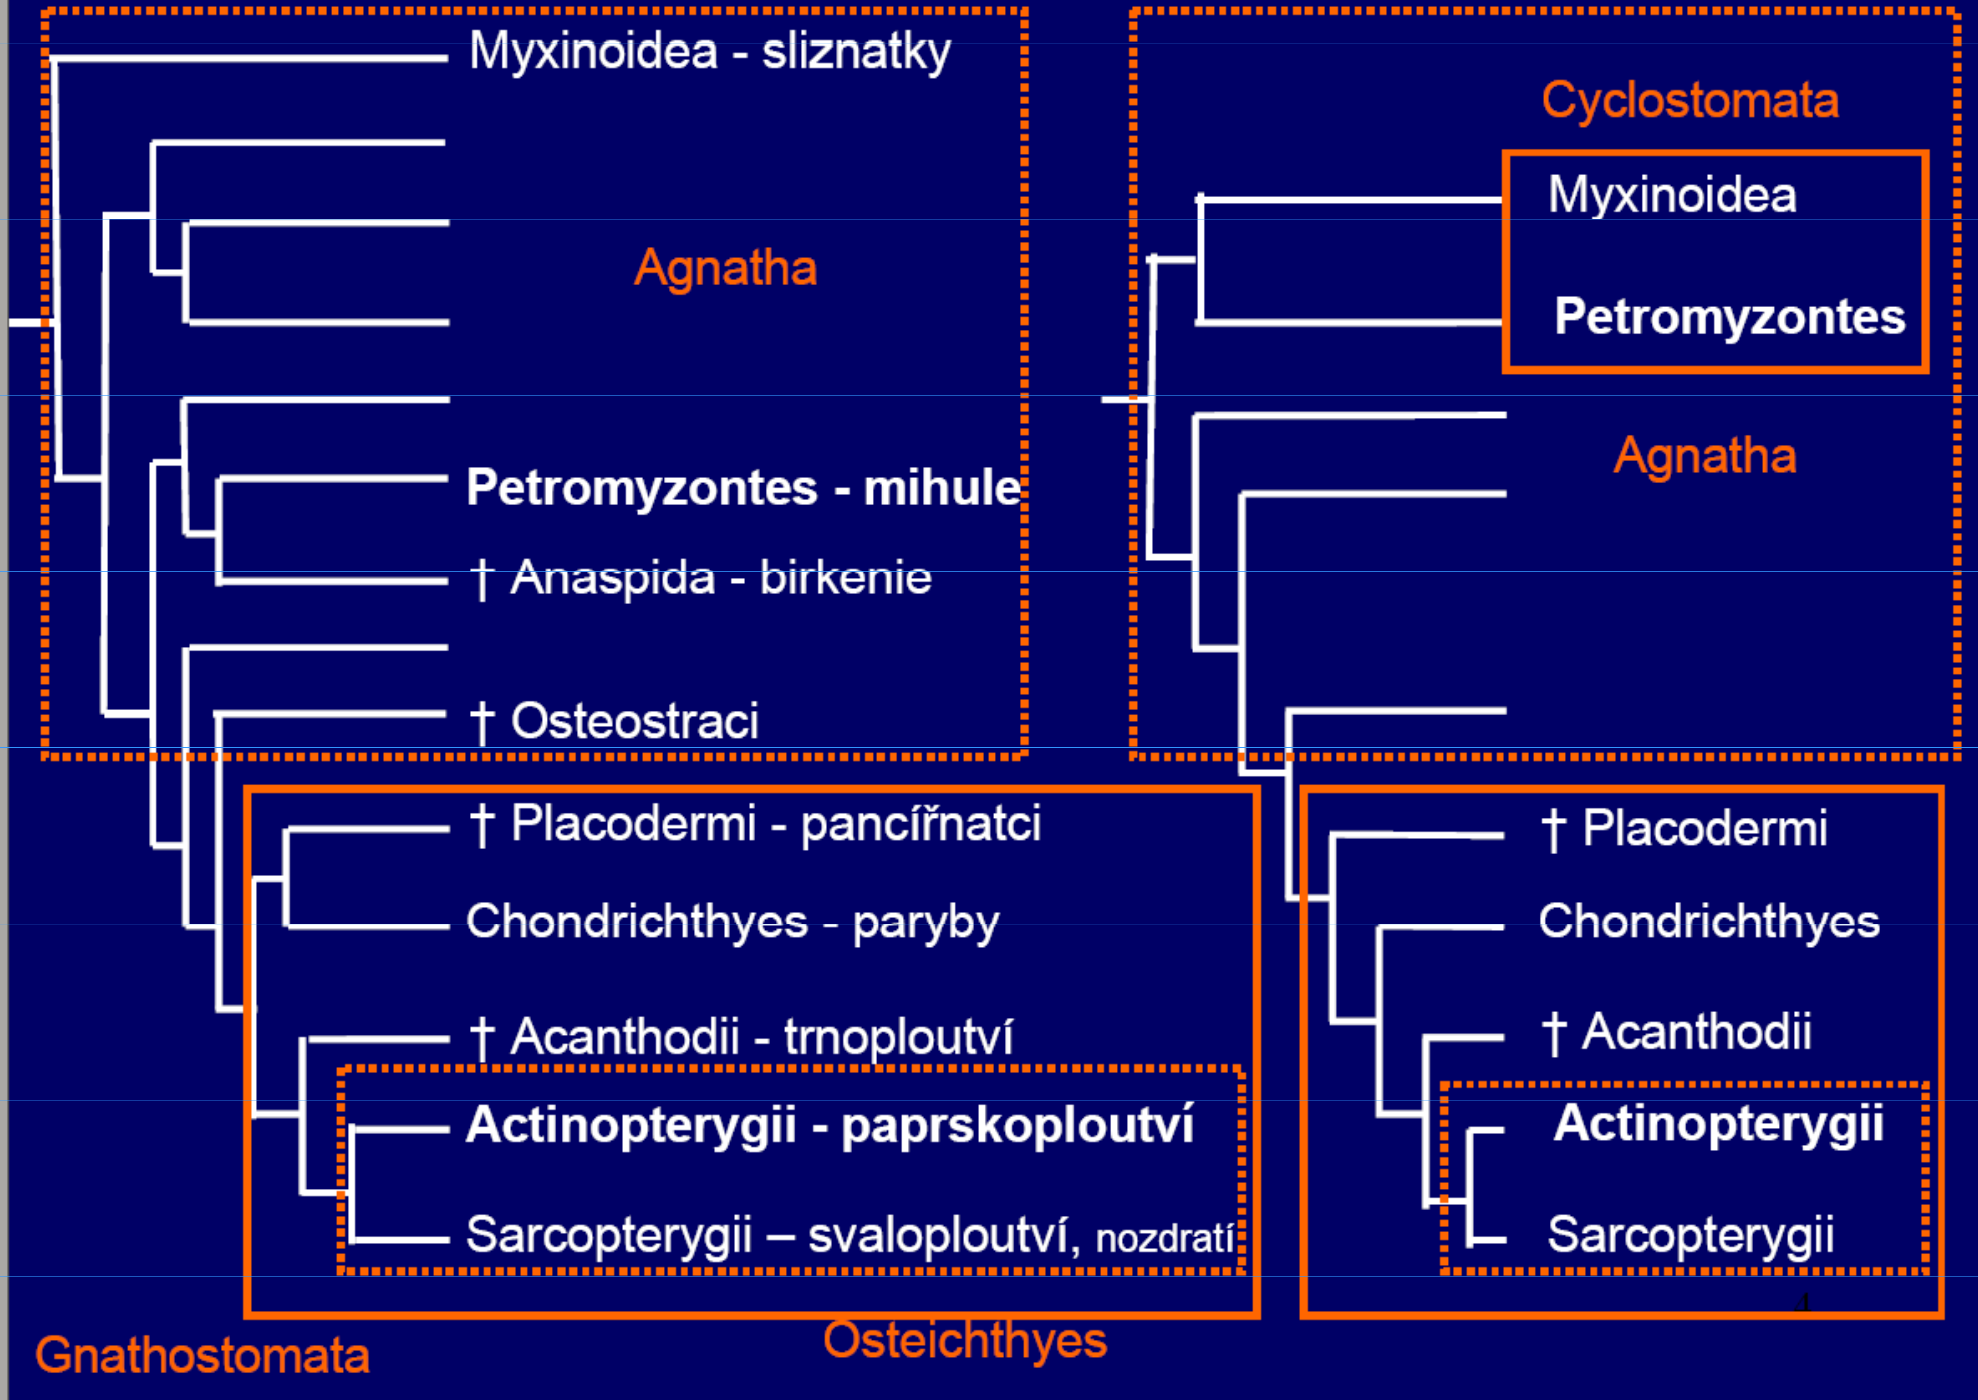 Myxinoidea - sliznatky
Agnatha
Petromyzontes - mihule
† Anaspida - birkenie
† Osteostraci
† Placodermi - pancířnatci
Chondrichthyes - paryby
† Acanthodii - trnoploutví
Actinopterygii - paprskoploutví
Sarcopterygii – svaloploutví, nozdratí
Osteichthyes
Gnathostomata
Cyclostomata
Myxinoidea
Petromyzontes
Agnatha
† Placodermi
Chondrichthyes
† Acanthodii
Actinopterygii
Sarcopterygii
4